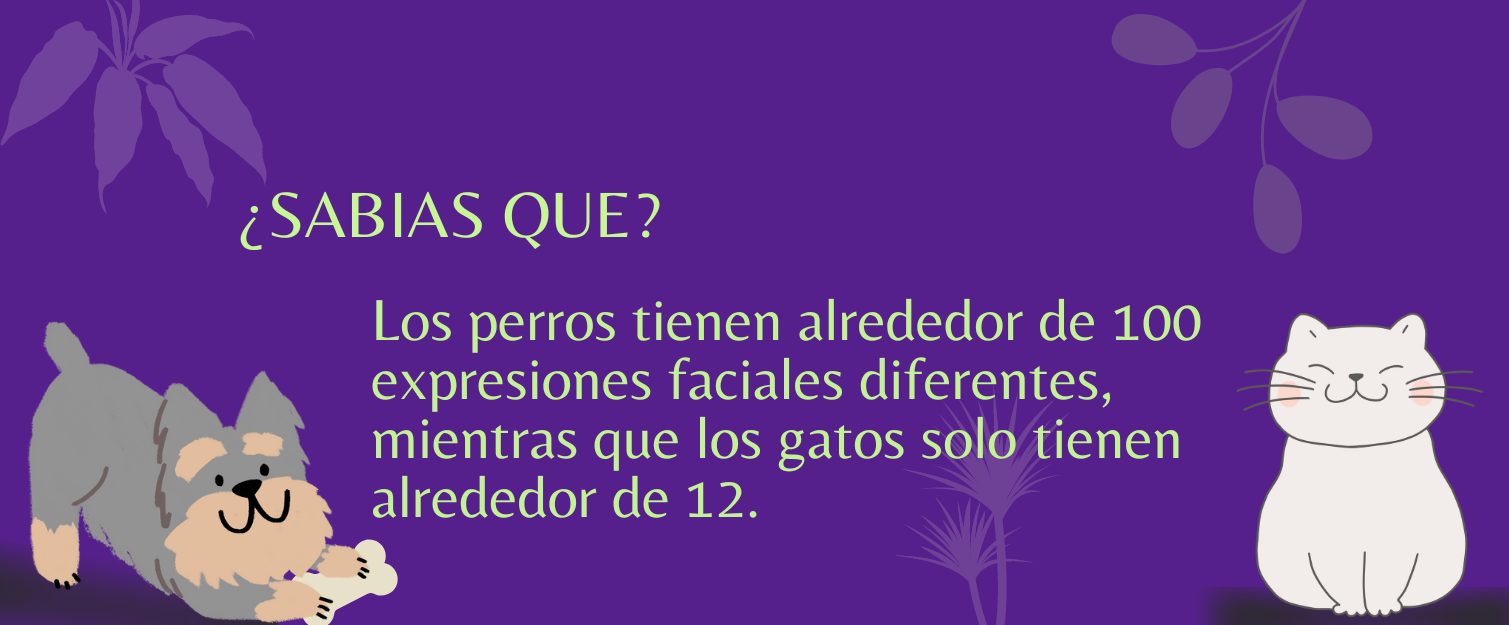 ¿SABIAS QUE?
Los perros tienen alrededor de 100
expresiones faciales diferentes,
mientras que los gatos solo tienen
alrededor de 12.